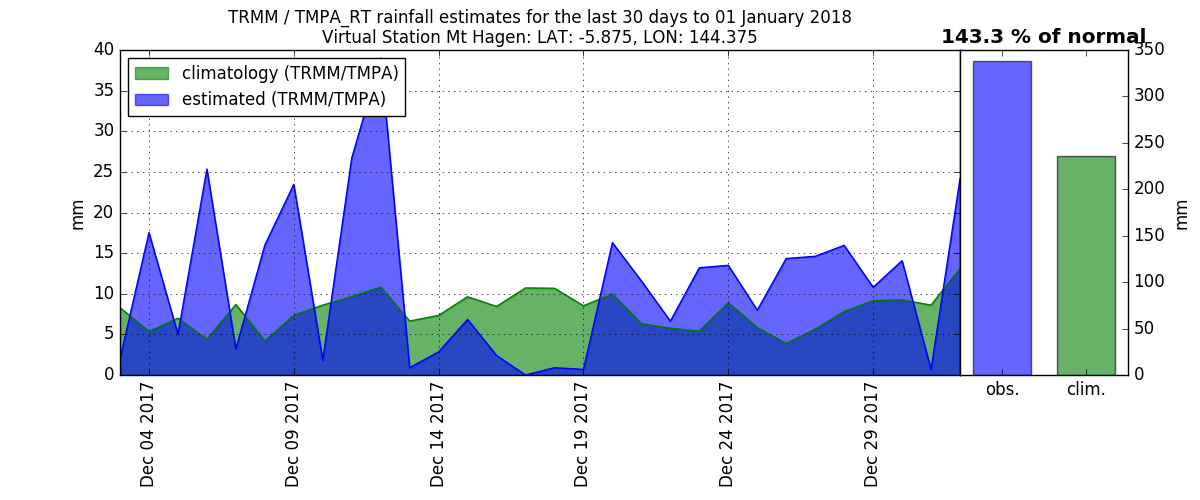 TRMM / TMPA_RT rainfall estimates for the last 30 days to 01 January 2018
Virtual Station Mt Hagen: LAT: -5.875, LON: 144.375
143.3 % of normal
climatology (TRMM/TMPA)
estimated (TRMM/TMPA)
mm
40
35
30
25
20
15
10
5
0
Dec 04 2017
Dec 09 2017
Dec 14 2017
Dec 19 2017
Dec 24 2017
Dec 29 2017
obs.
clim.
350
300
250
200
150
100
50
0
mm